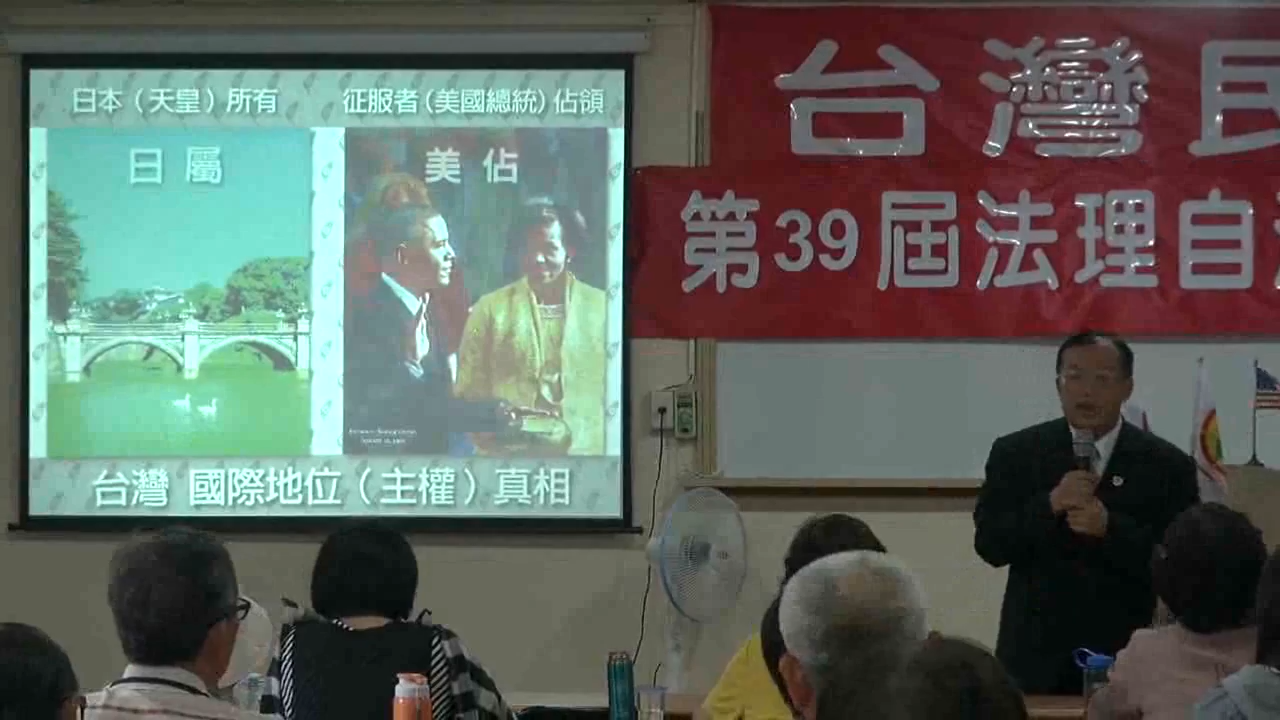 日本（天皇）所有
征服者（美國總統）佔領
日屬
美佔
台灣 國際地位（主權）真相
台灣民
第39屆法理自